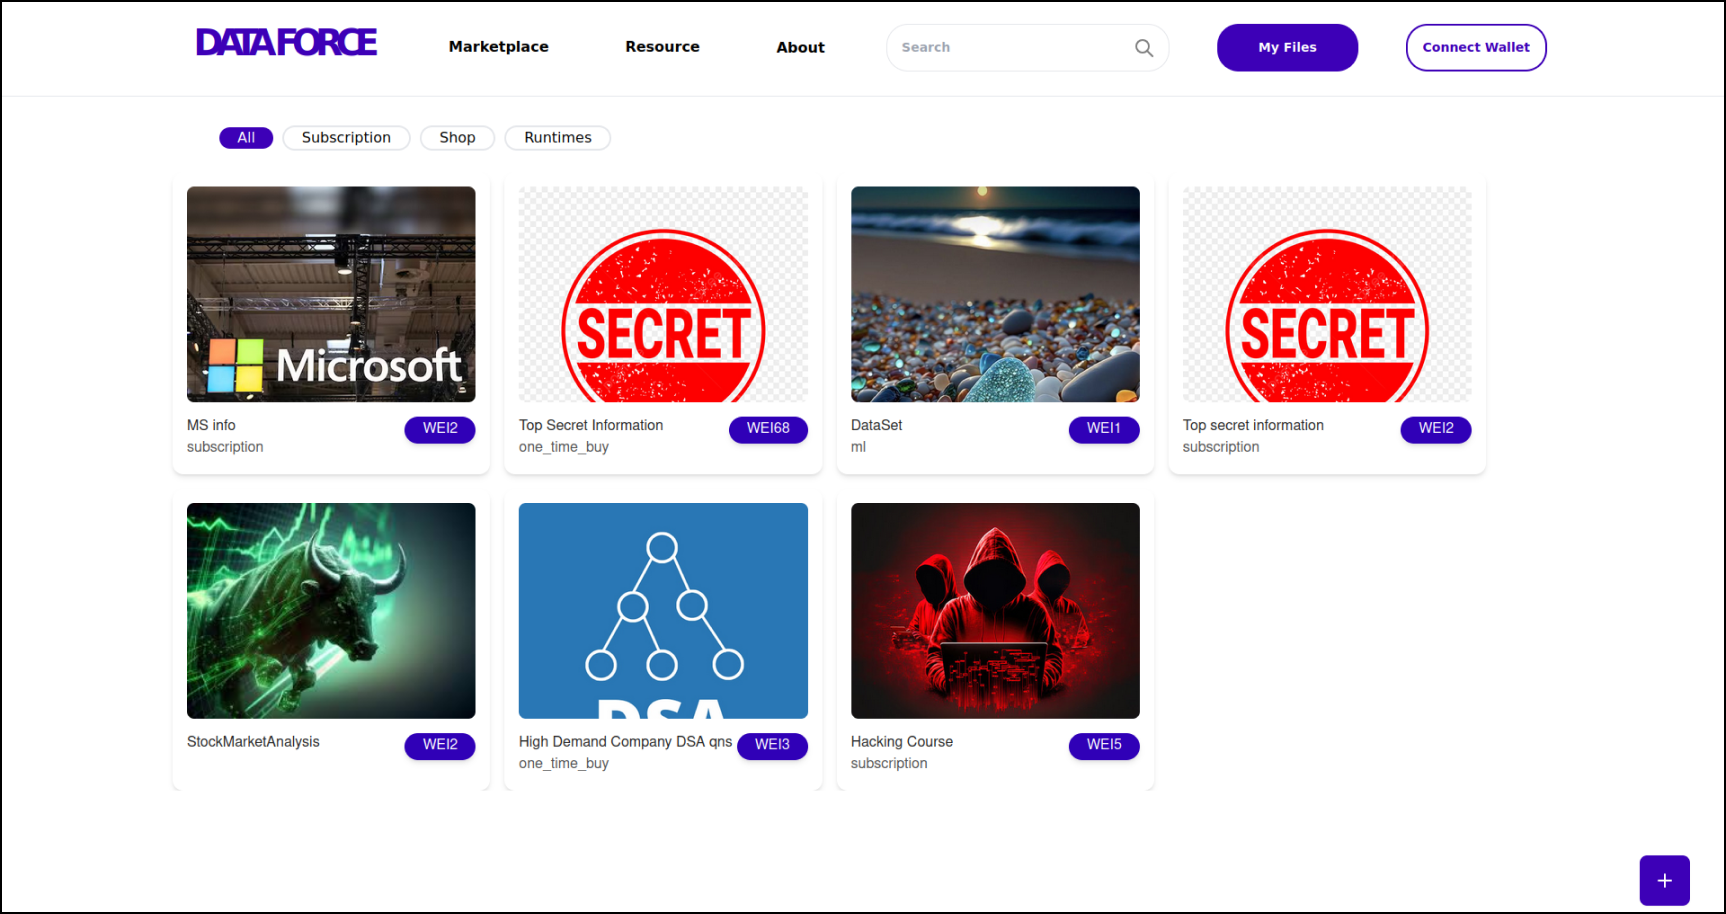 DATA FORCE
Marketplace
Resource
About
Search
My Files
Connect Wallet
All
Subscription
Shop
Runtimes
Microsoft
SECRET
SECRET
MS info
WEI2
subscription
Top Secret Information
WEI68
one_time_buy
DataSet
WEI1
ml
Top secret information
WEI2
subscription
DSA
StockMarketAnalysis
WEI2
High Demand Company DSA qns
WEI3
one_time_buy
Hacking Course
WEI5
subscription
+